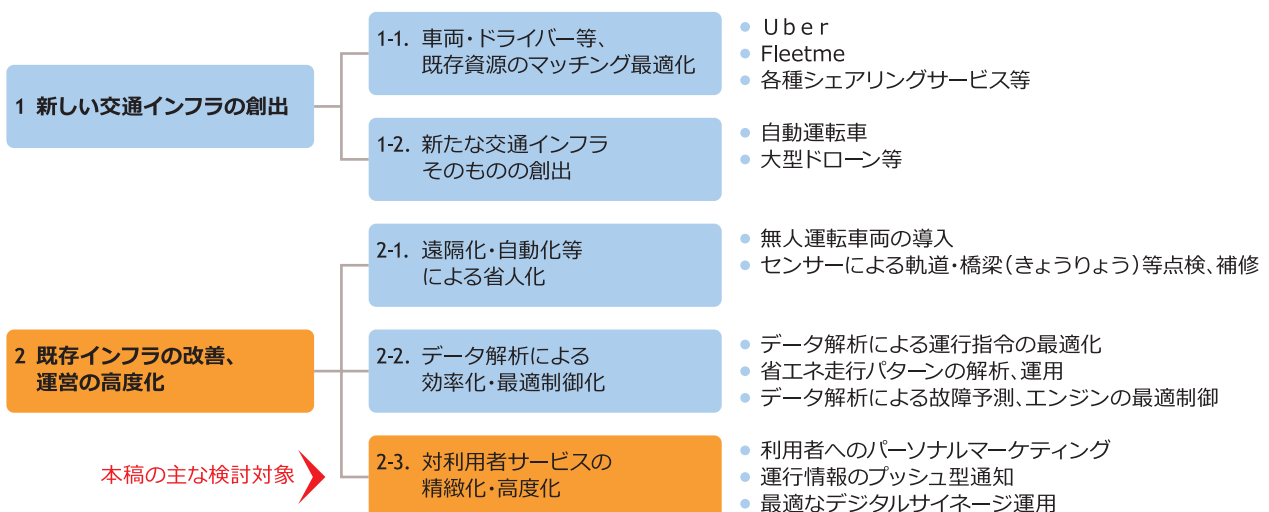 1 新しい交通インフラの創出
1-1. 車両・ドライバー等、
既存資源のマッチング最適化
● Uber
● Fleetme
● 各種シェアリングサービス等
1-2. 新たな交通インフラ
そのものの創出
● 自動運転車
● 大型ドローン等
2 既存インフラの改善、
運営の高度化
2-1. 遠隔化・自動化等
による省人化
● 無人運転車両の導入
● センサーによる軌道・橋梁(きょうりょう)等点検、補修
2-2. データ解析による
効率化・最適制御化
● データ解析による運行指令の最適化
● 省エネ走行パターンの解析、運用
● データ解析による故障予測、エンジンの最適制御
本稿の主な検討対象
2-3. 対利用者サービスの
精緻化・高度化
● 利用者へのパーソナルマーケティング
● 運行情報のプッシュ型通知
● 最適なデジタルサイネージ運用